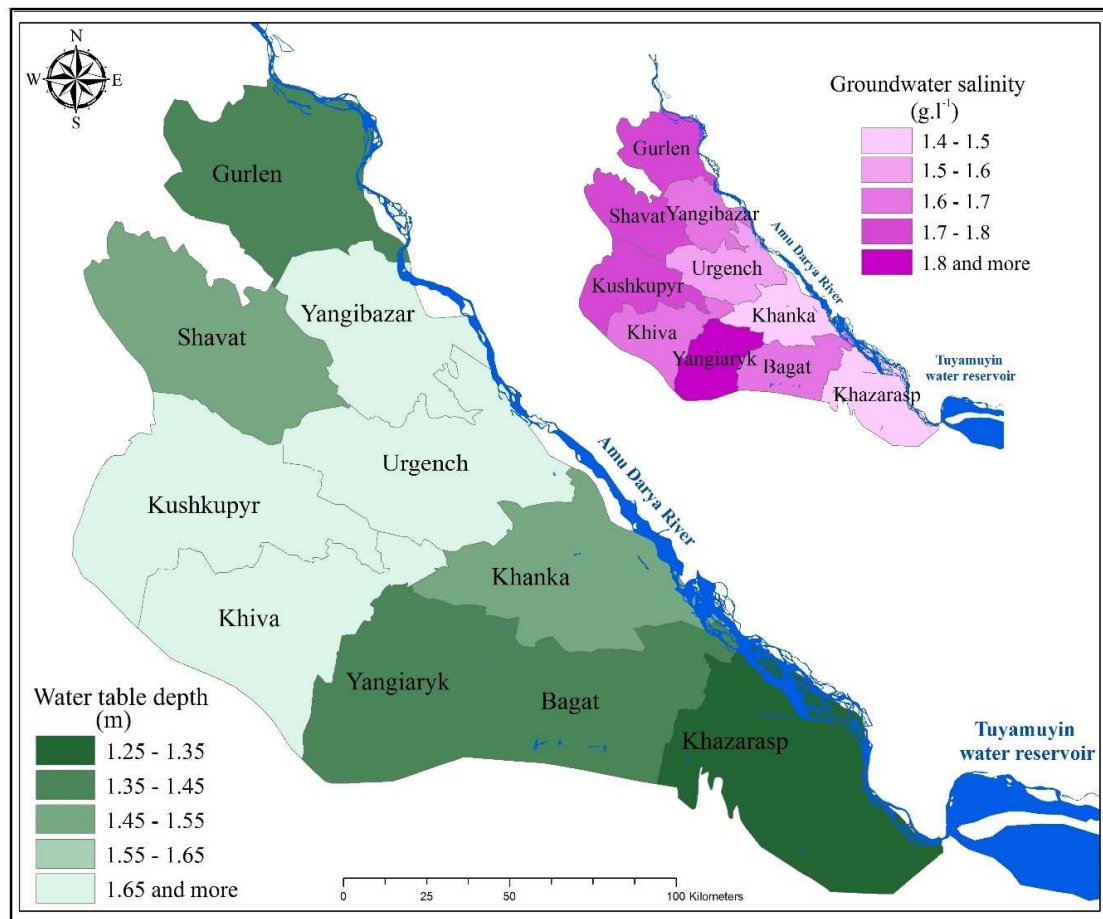 N
W E
S
Gurlen
Shavat
Yangibazar
Urgench
Kushkupyr
Khiva
Khanka
Yangiaryk
Bagat
Khazarasp
Amu Darya River
Tuyamuyin
water reservoir
Groundwater salinity
(g.l⁻¹)
1.4 - 1.5
1.5 - 1.6
1.6 - 1.7
1.7 - 1.8
1.8 and more
Gurlen
Shavat
Yangibazar
Urgench
Kushkupyr
Khanka
Khiva
Yangiaryk
Bagat
Khazarasp
Amu Darya River
Tuyamuyin
water reservoir
Water table depth
(m)
1.25 - 1.35
1.35 - 1.45
1.45 - 1.55
1.55 - 1.65
1.65 and more
0 25 50 100 Kilometers